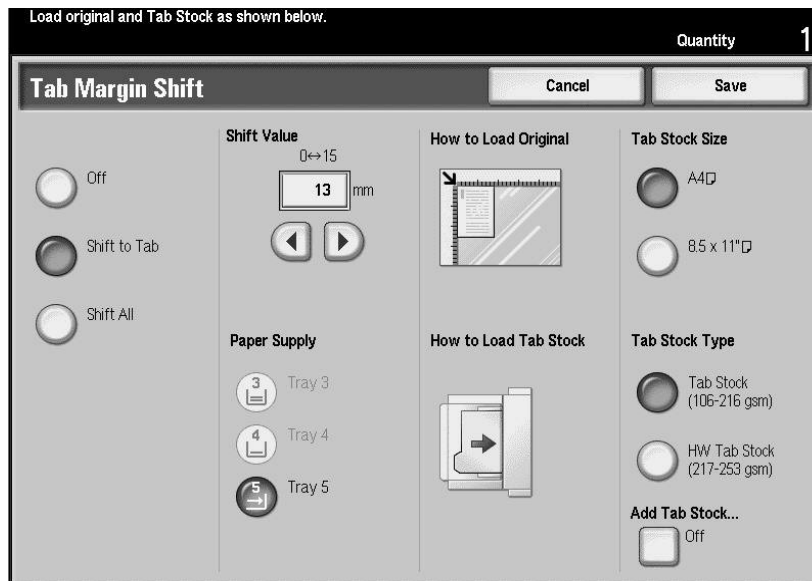 Load original and Tab Stock as shown below.
Quantity 1
Tab Margin Shift
Cancel
Save
Off
Shift to Tab
Shift All
Shift Value
0↔15
13 mm
Paper Supply
3 Tray 3
4 Tray 4
5 Tray 5
How to Load Original
How to Load Tab Stock
Tab Stock Size
A4
8.5 x 11"
Tab Stock Type
Tab Stock
(106-216 gsm)
HW Tab Stock
(217-253 gsm)
Add Tab Stock...
Off